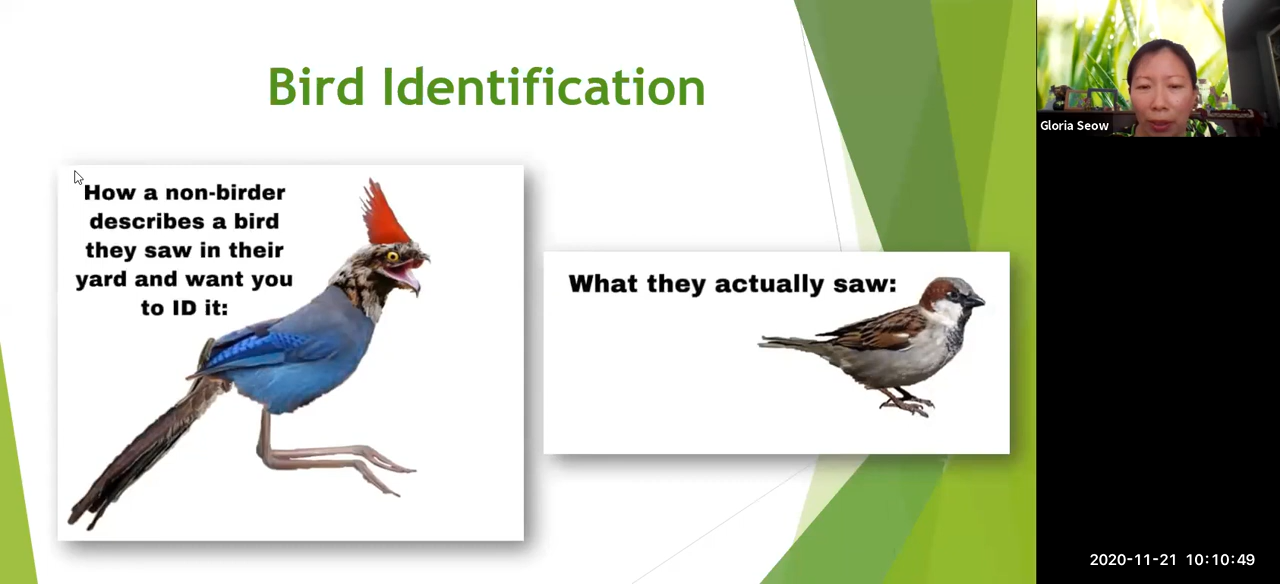 Bird Identification
How a non-birder
describes a bird
they saw in their
yard and want you
to ID it:
What they actually saw:
Gloria Seow
2020-11-21 10:10:49